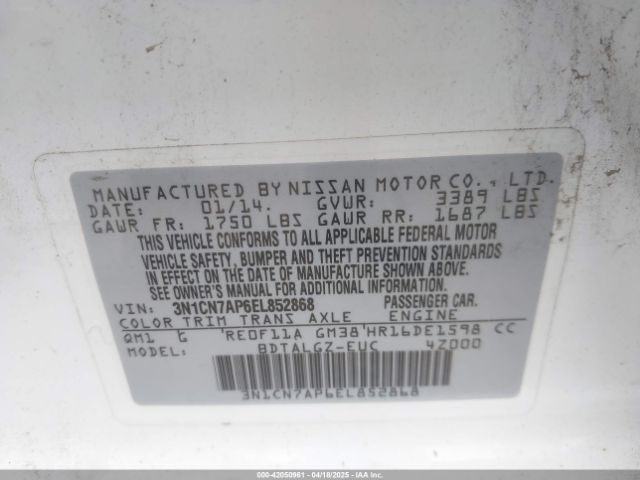 MANUFACTURED BY NISSAN MOTOR CO., LTD.
DATE: 01/14. GVWR: 3389 LBS
GAWR FR: 1750 LBS GAWR RR: 1687 LBS
THIS VEHICLE CONFORMS TO ALL APPLICABLE FEDERAL MOTOR
VEHICLE SAFETY, BUMPER AND THEFT PREVENTION STANDARDS
IN EFFECT ON THE DATE OF MANUFACTURE SHOWN ABOVE.
SEE OWNER'S MANUAL ALSO FOR LOADING.
VIN: 3N1CN7AP6EL852868 PASSENGER CAR.
COLOR TRIM TRANS AXLE ENGINE
QM1 G 'RE0F11A GM38'HR16DE1598 CC
MODEL: BDTALGZ-EUC 4Z000
3N1CN7AP6EL852868
000-42050961 - 04/18/2025 - IAA Inc.